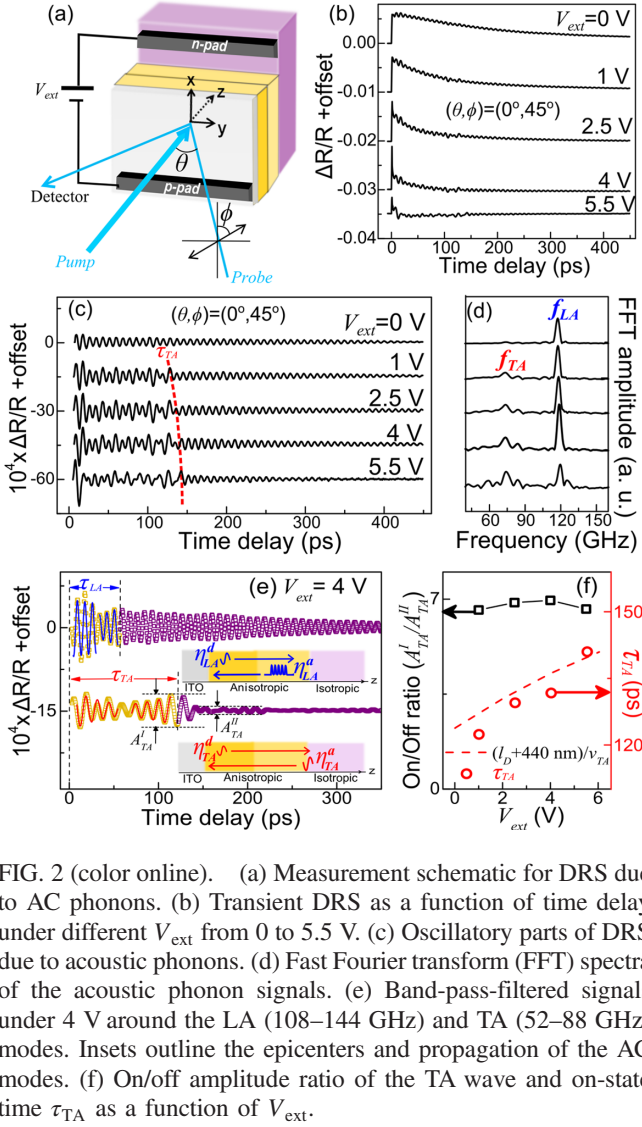 (a)
n-pad
V_ext
x
z
y
θ
Detector
p-pad
ϕ
Pump
Probe
(b)
V_ext=0 V
1 V
(θ,ϕ)=(0º,45º)
2.5 V
4 V
5.5 V
0.00
-0.01
-0.02
-0.03
-0.04
ΔR/R +offset
0 100 200 300 400
Time delay (ps)
(c)
(θ,ϕ)=(0º,45º)
V_ext=0 V
τ_TA
1 V
2.5 V
4 V
5.5 V
0
-30
-60
10⁴x ΔR/R +offset
0 100 200 300 400
Time delay (ps)
(d)
f_LA
f_TA
FFT amplitude (a. u.)
60 90 120 150
Frequency (GHz)
(e) V_ext = 4 V
τ_LA
η^d_LA
η^a_LA
ITO Anisotropic Isotropic z
τ_TA
A^I_TA
A^II_TA
η^d_TA
η^a_TA
ITO Anisotropic Isotropic z
0
-15
10⁴x ΔR/R +offset
0 100 200 300
Time delay (ps)
(f)
7
0
On/Off ratio (A^I_TA/A^II_TA)
150
120
τ_TA (ps)
(l_D+440 nm)/v_TA
τ_TA
0 2 4 6
V_ext (V)
FIG. 2 (color online). (a) Measurement schematic for DRS due
to AC phonons. (b) Transient DRS as a function of time delay
under different V_ext from 0 to 5.5 V. (c) Oscillatory parts of DRS
due to acoustic phonons. (d) Fast Fourier transform (FFT) spectra
of the acoustic phonon signals. (e) Band-pass-filtered signal
under 4 V around the LA (108–144 GHz) and TA (52–88 GHz
modes. Insets outline the epicenters and propagation of the AC
modes. (f) On/off amplitude ratio of the TA wave and on-state
time τ_TA as a function of V_ext.